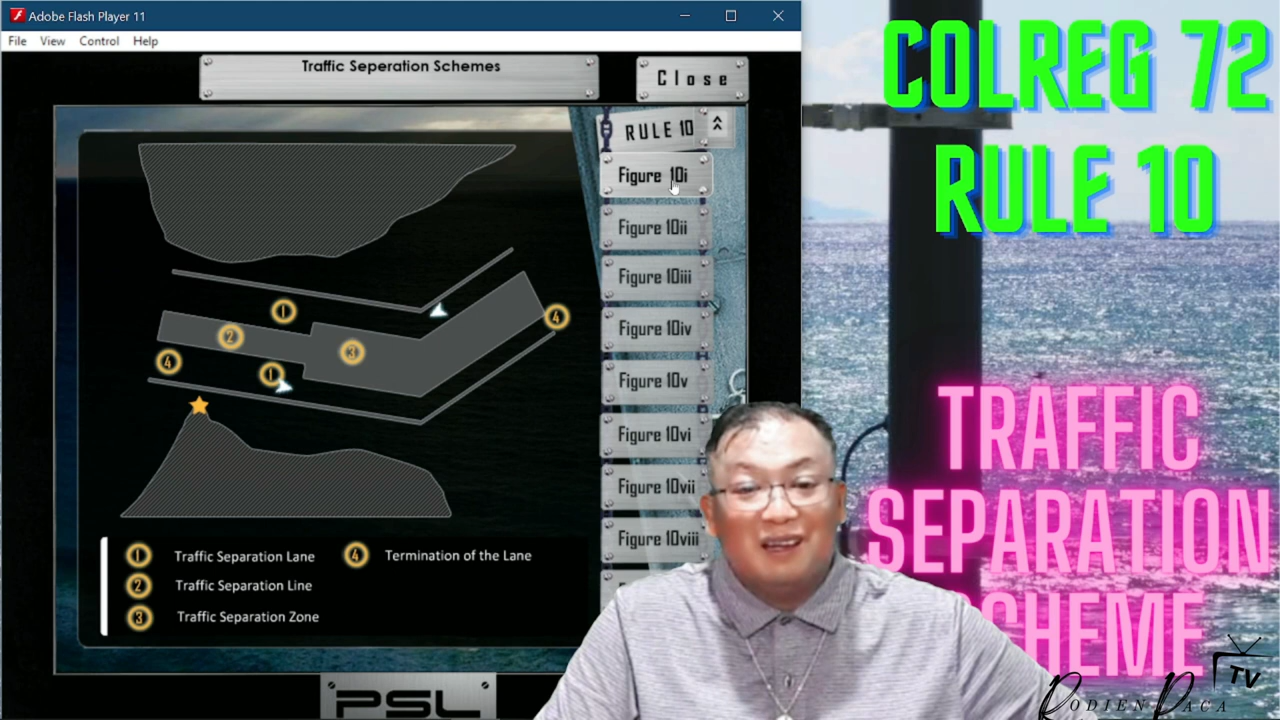 Adobe Flash Player 11
File View Control Help
Traffic Seperation Schemes
Close
RULE 10
Figure 10i
Figure 10ii
Figure 10iii
Figure 10iv
Figure 10v
Figure 10vi
Figure 10vii
Figure 10viii
1
2
3
4
4
1
1 Traffic Separation Lane
4 Termination of the Lane
2 Traffic Separation Line
3 Traffic Separation Zone
PSL
COLREG 72
RULE 10
TRAFFIC
SEPARATION
SCHEME
RODIEN PACA
TV